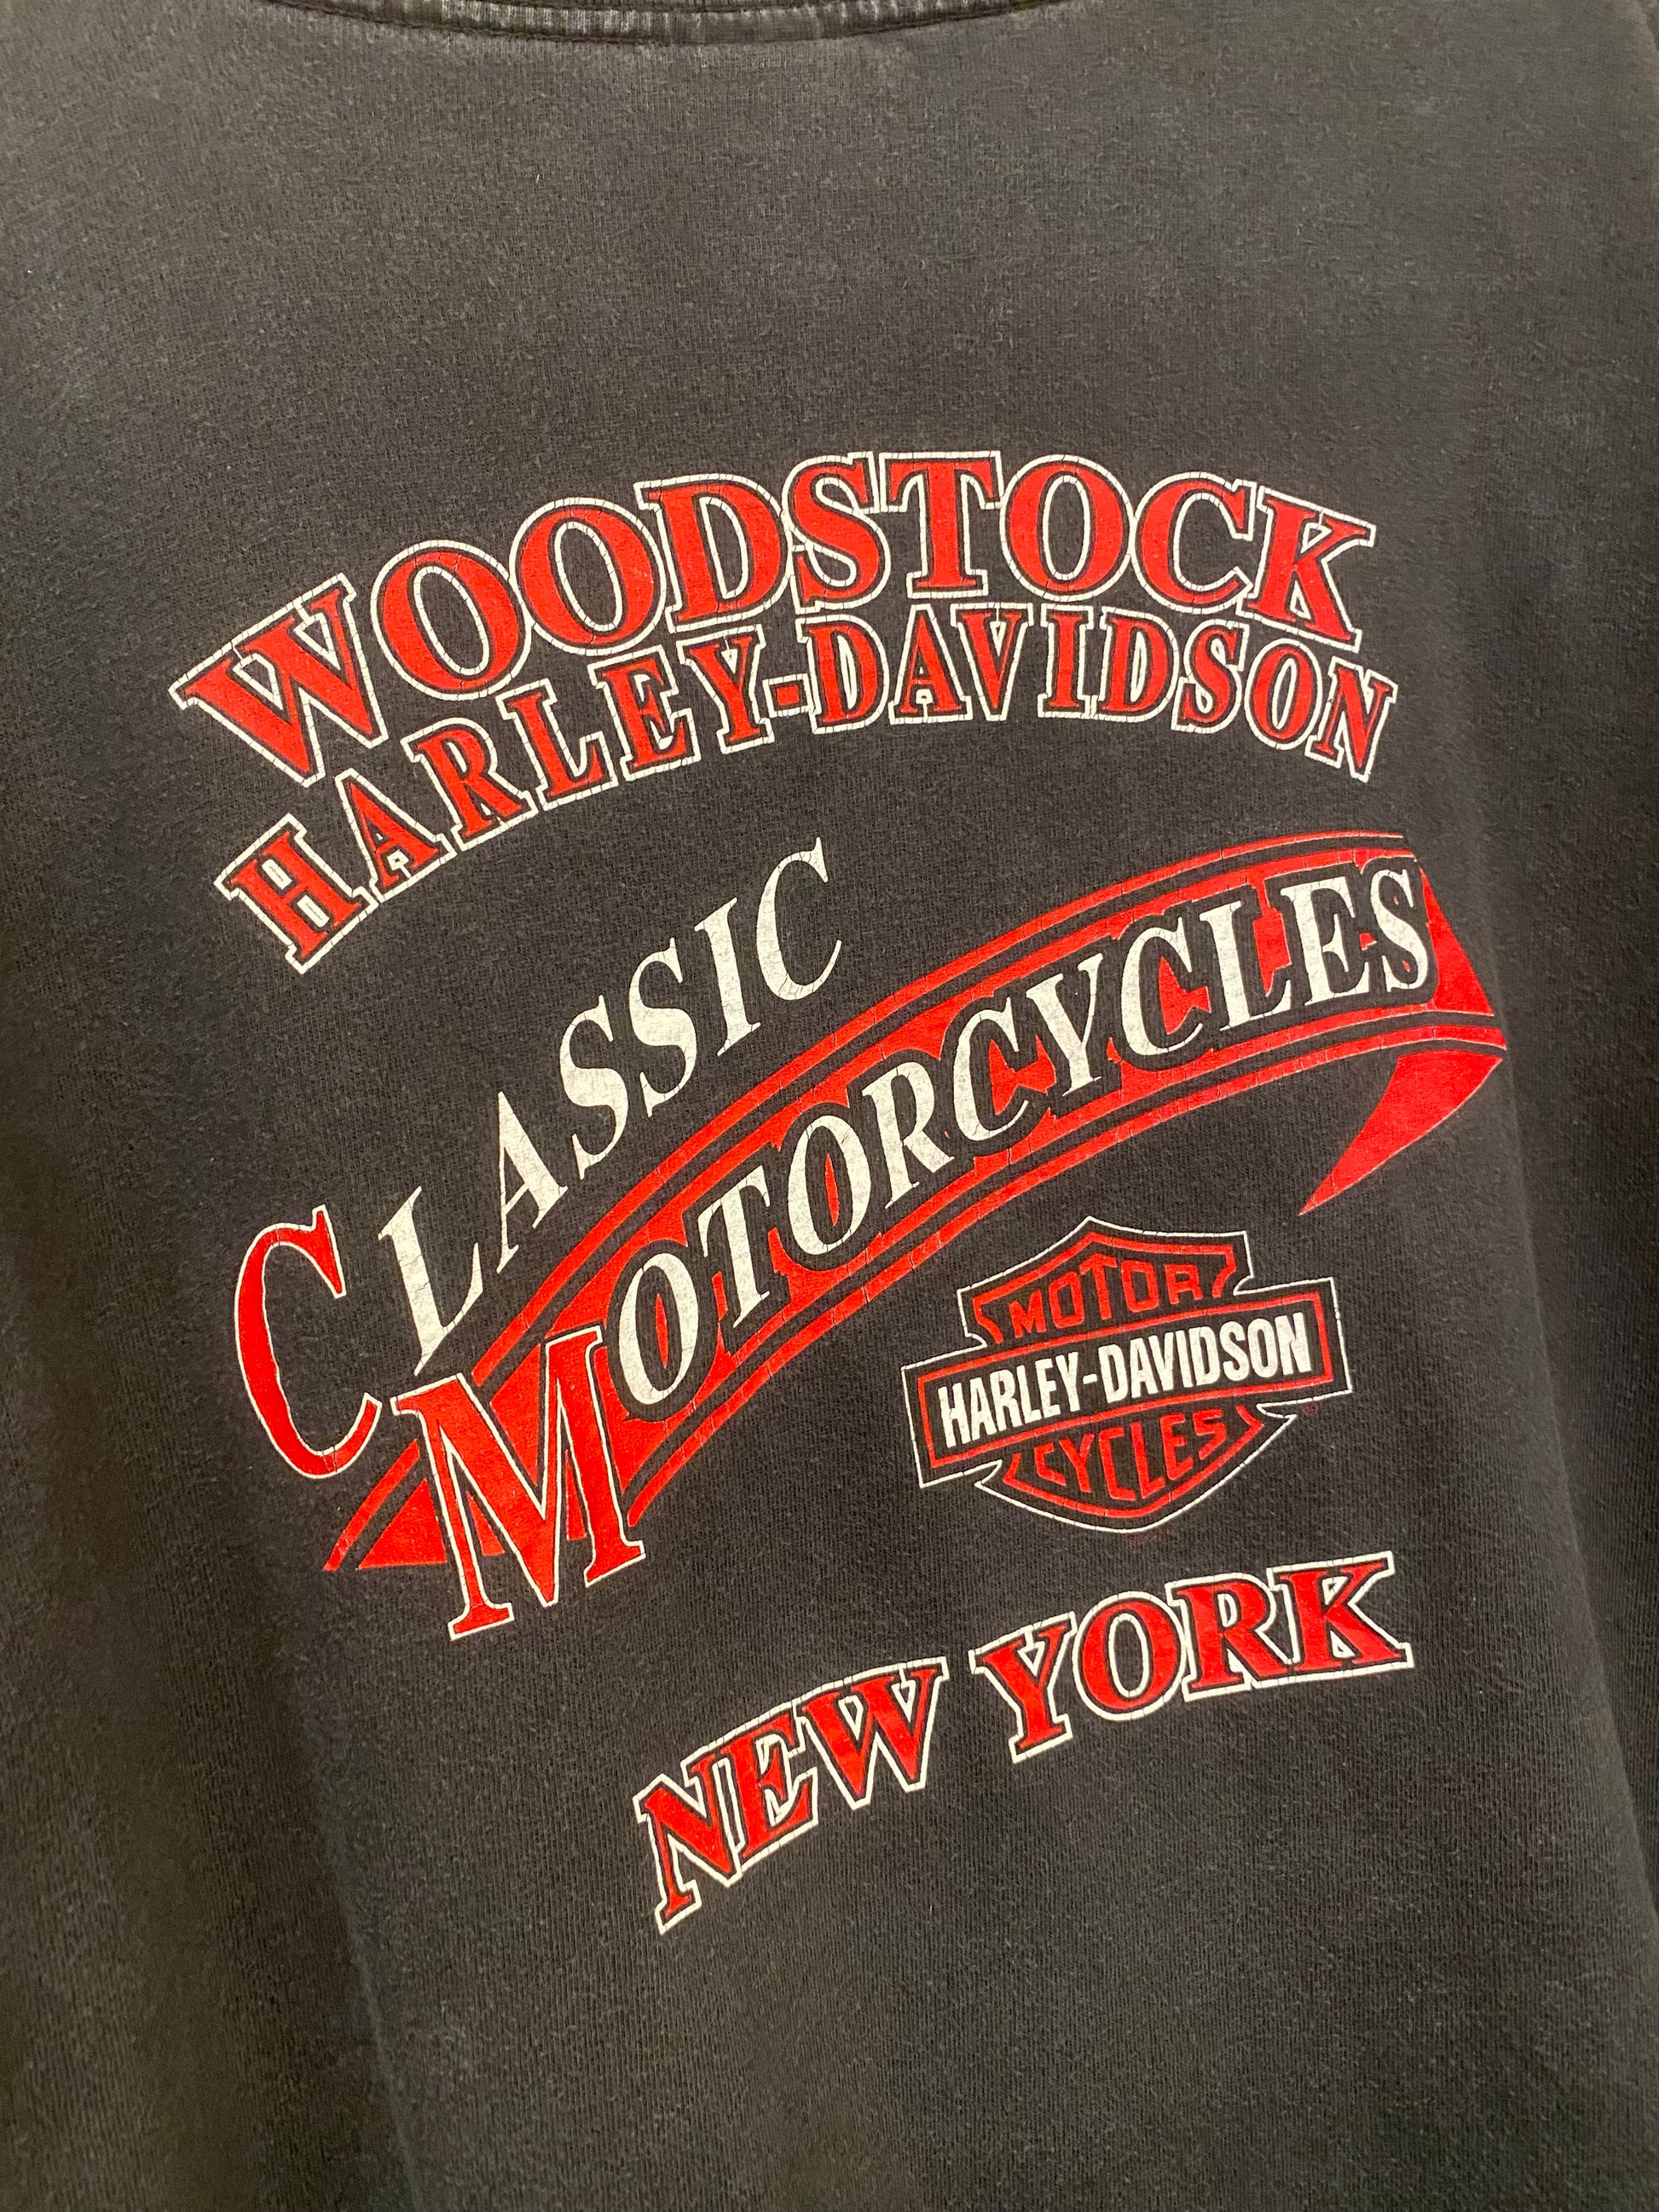 WOODSTOCK
HARLEY-DAVIDSON
CLASSIC
MOTORCYCLES
MOTOR
HARLEY-DAVIDSON
CYCLES
NEW YORK